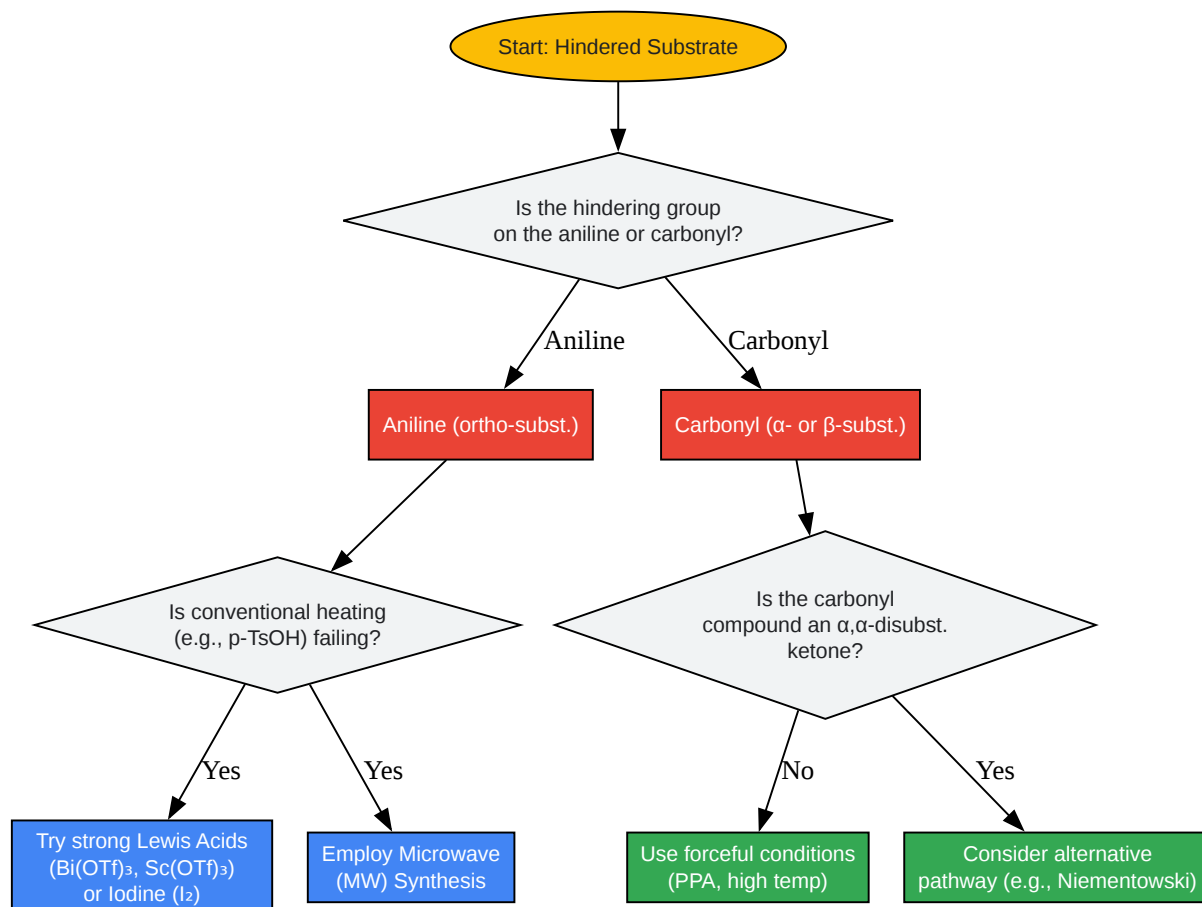 Start: Hindered Substrate
Is the hindering group
on the aniline or carbonyl?
Aniline
Carbonyl
Aniline (ortho-subst.)
Carbonyl (α- or β-subst.)
Is conventional heating
(e.g., p-TsOH) failing?
Is the carbonyl
compound an α,α-disubst.
ketone?
Yes
Yes
No
Yes
Try strong Lewis Acids
(Bi(OTf)₃, Sc(OTf)₃)
or Iodine (I₂)
Employ Microwave
(MW) Synthesis
Use forceful conditions
(PPA, high temp)
Consider alternative
pathway (e.g., Niementowski)